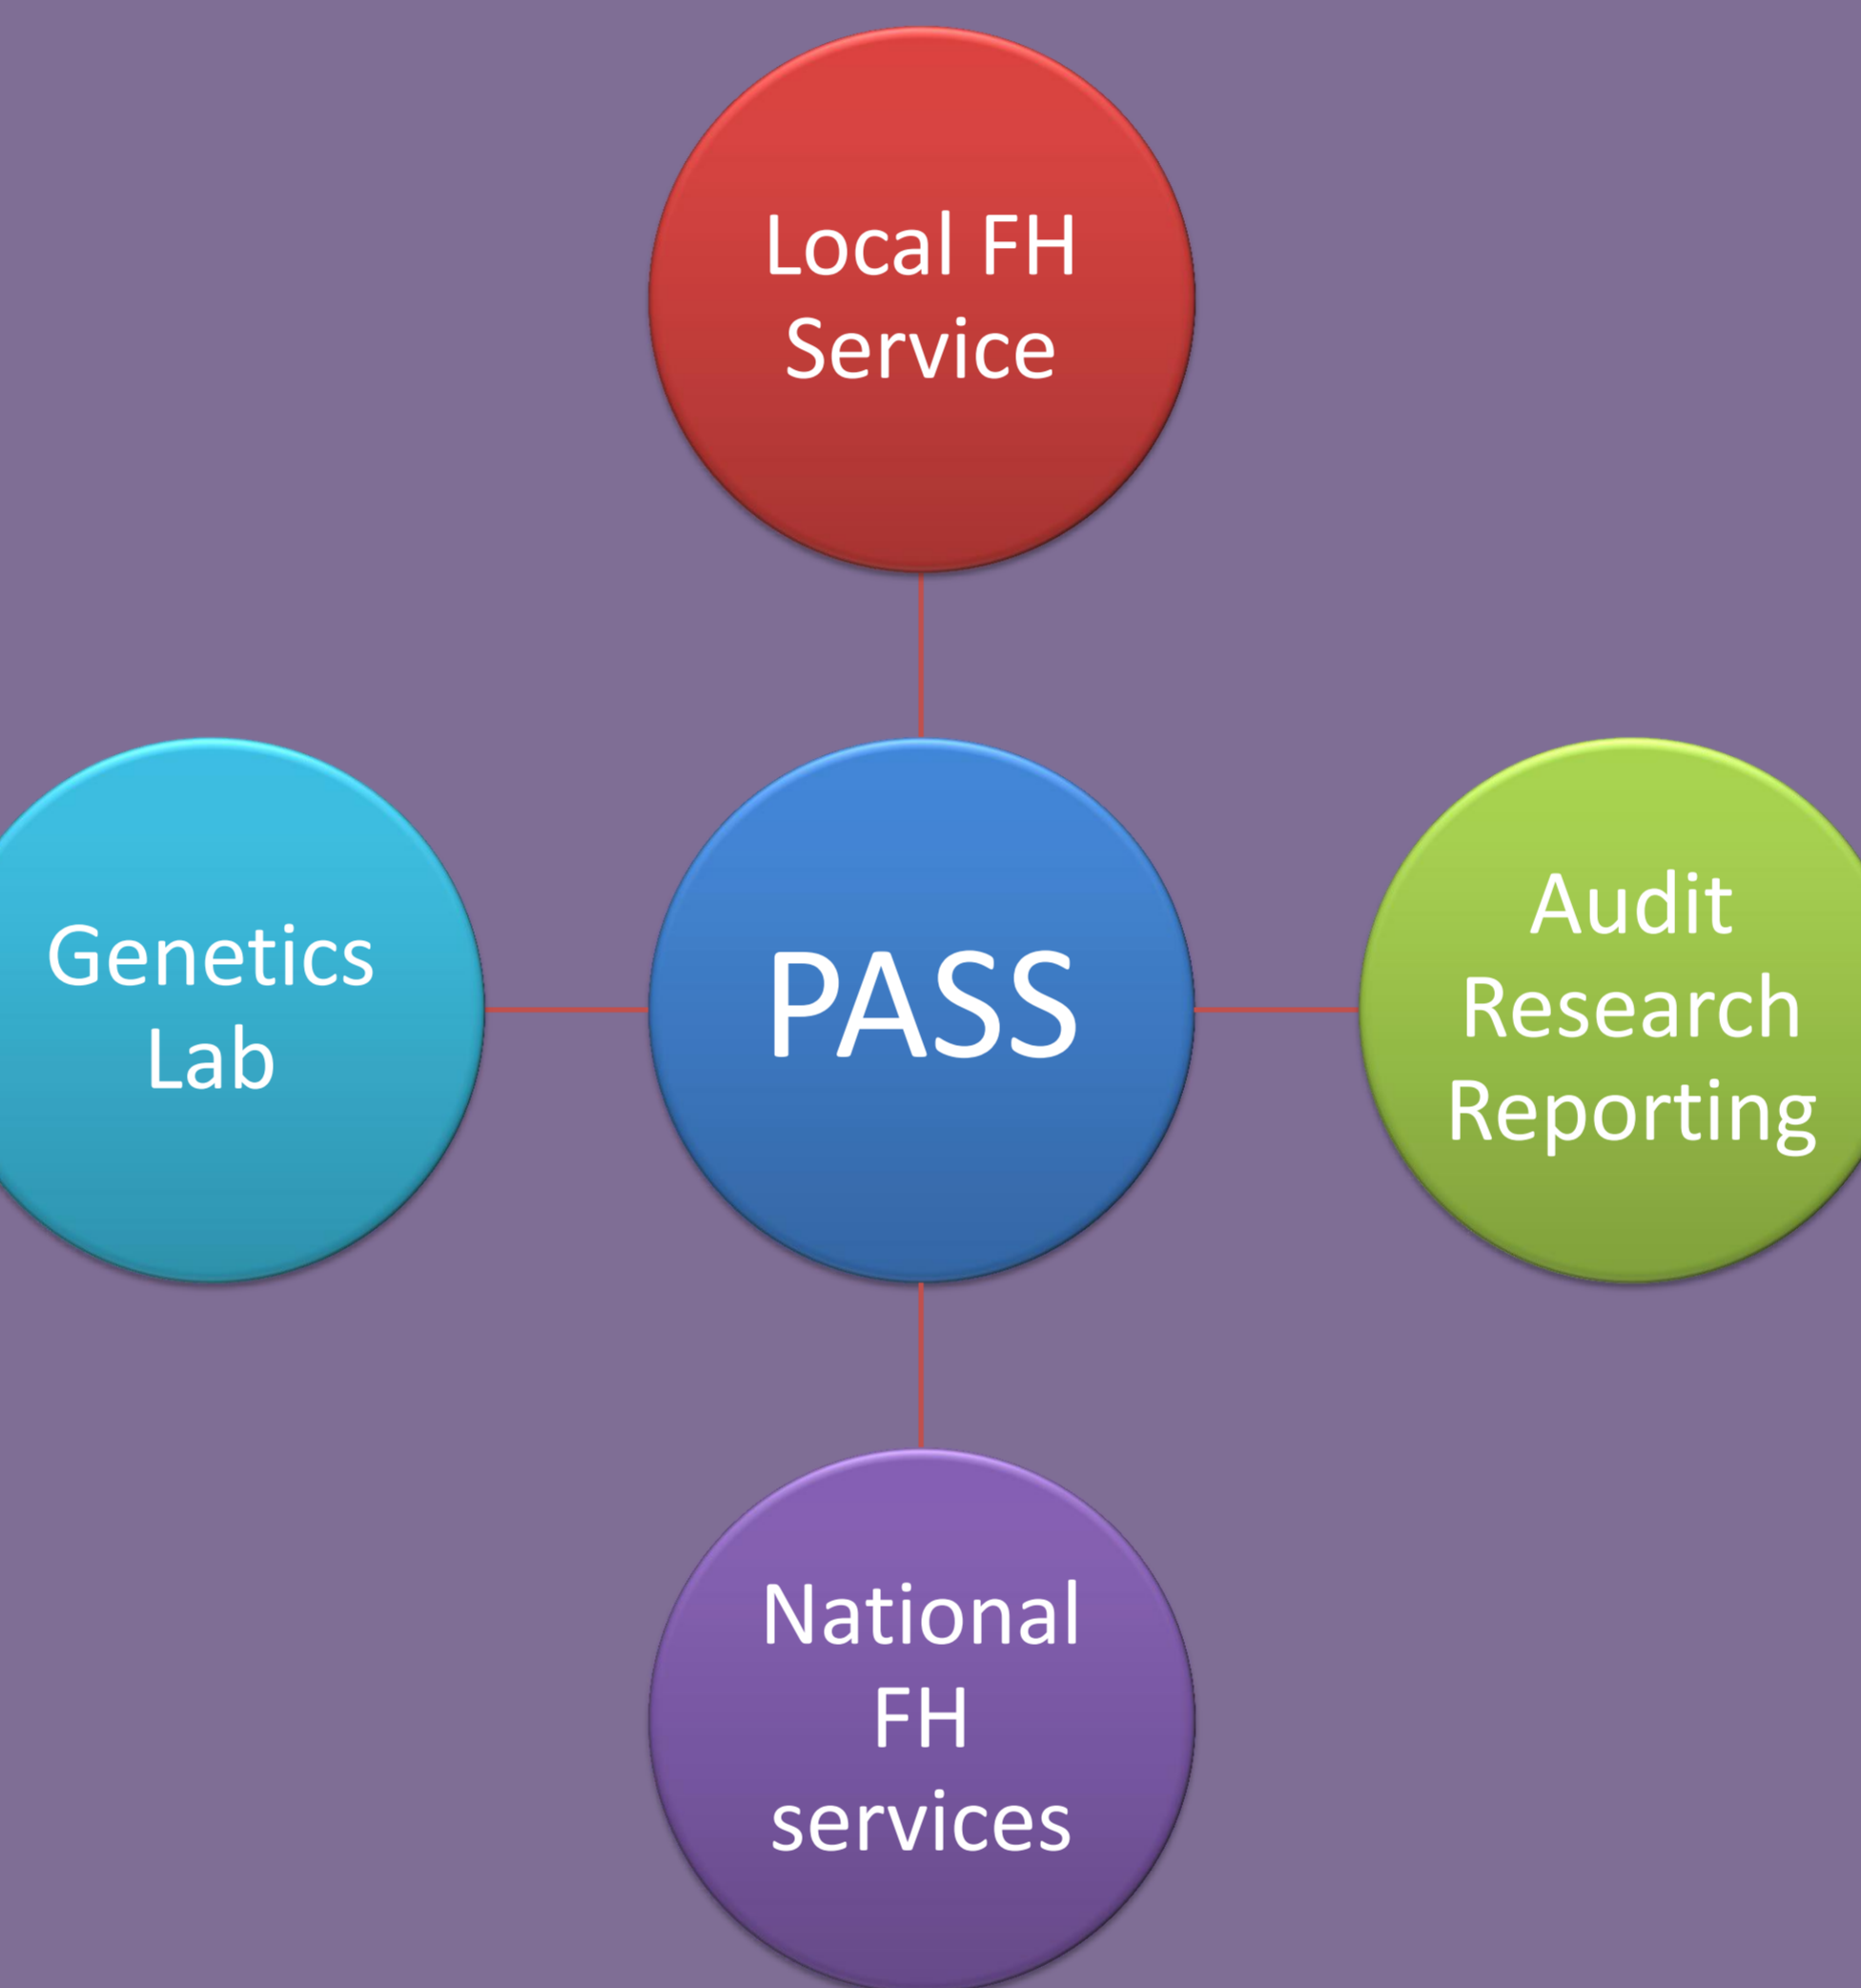 Local FH
Service
Genetics
Lab
PASS
Audit
Research
Reporting
National
FH
services